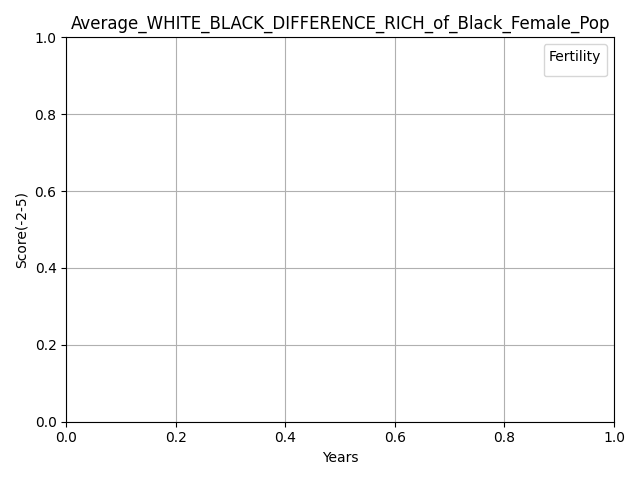 Average_WHITE_BLACK_DIFFERENCE_RICH_of_Black_Female_Pop
Fertility
1.0
0.8
0.6
0.4
0.2
0.0
Score(-2-5)
0.0 0.2 0.4 0.6 0.8 1.0
Years